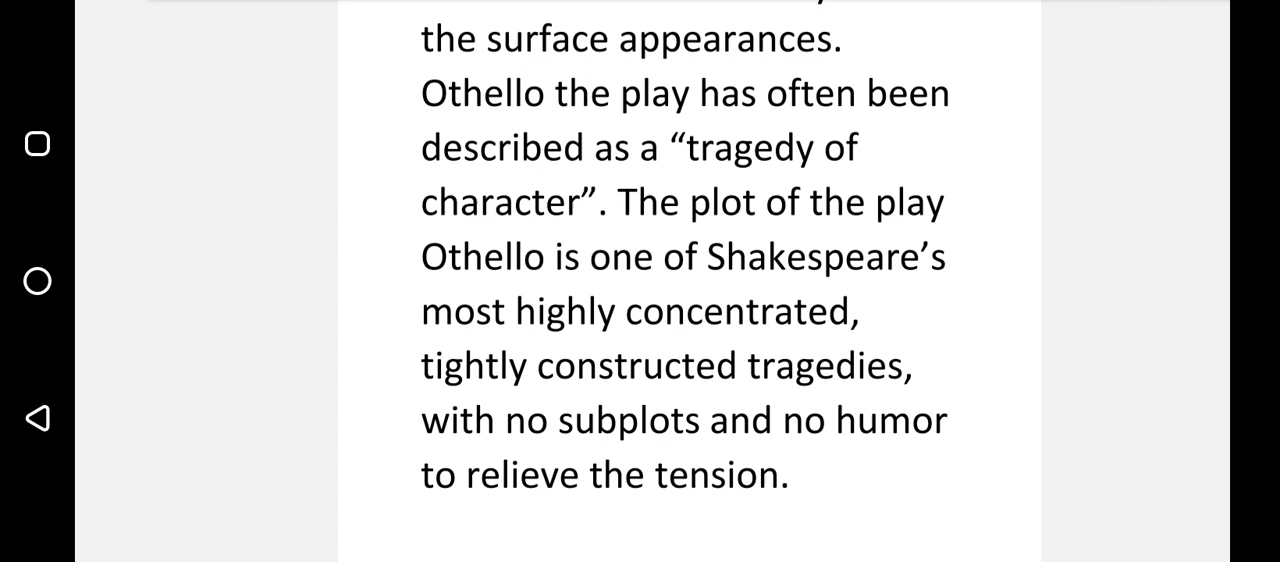 the surface appearances.
Othello the play has often been
described as a “tragedy of
character”. The plot of the play
Othello is one of Shakespeare’s
most highly concentrated,
tightly constructed tragedies,
with no subplots and no humor
to relieve the tension.